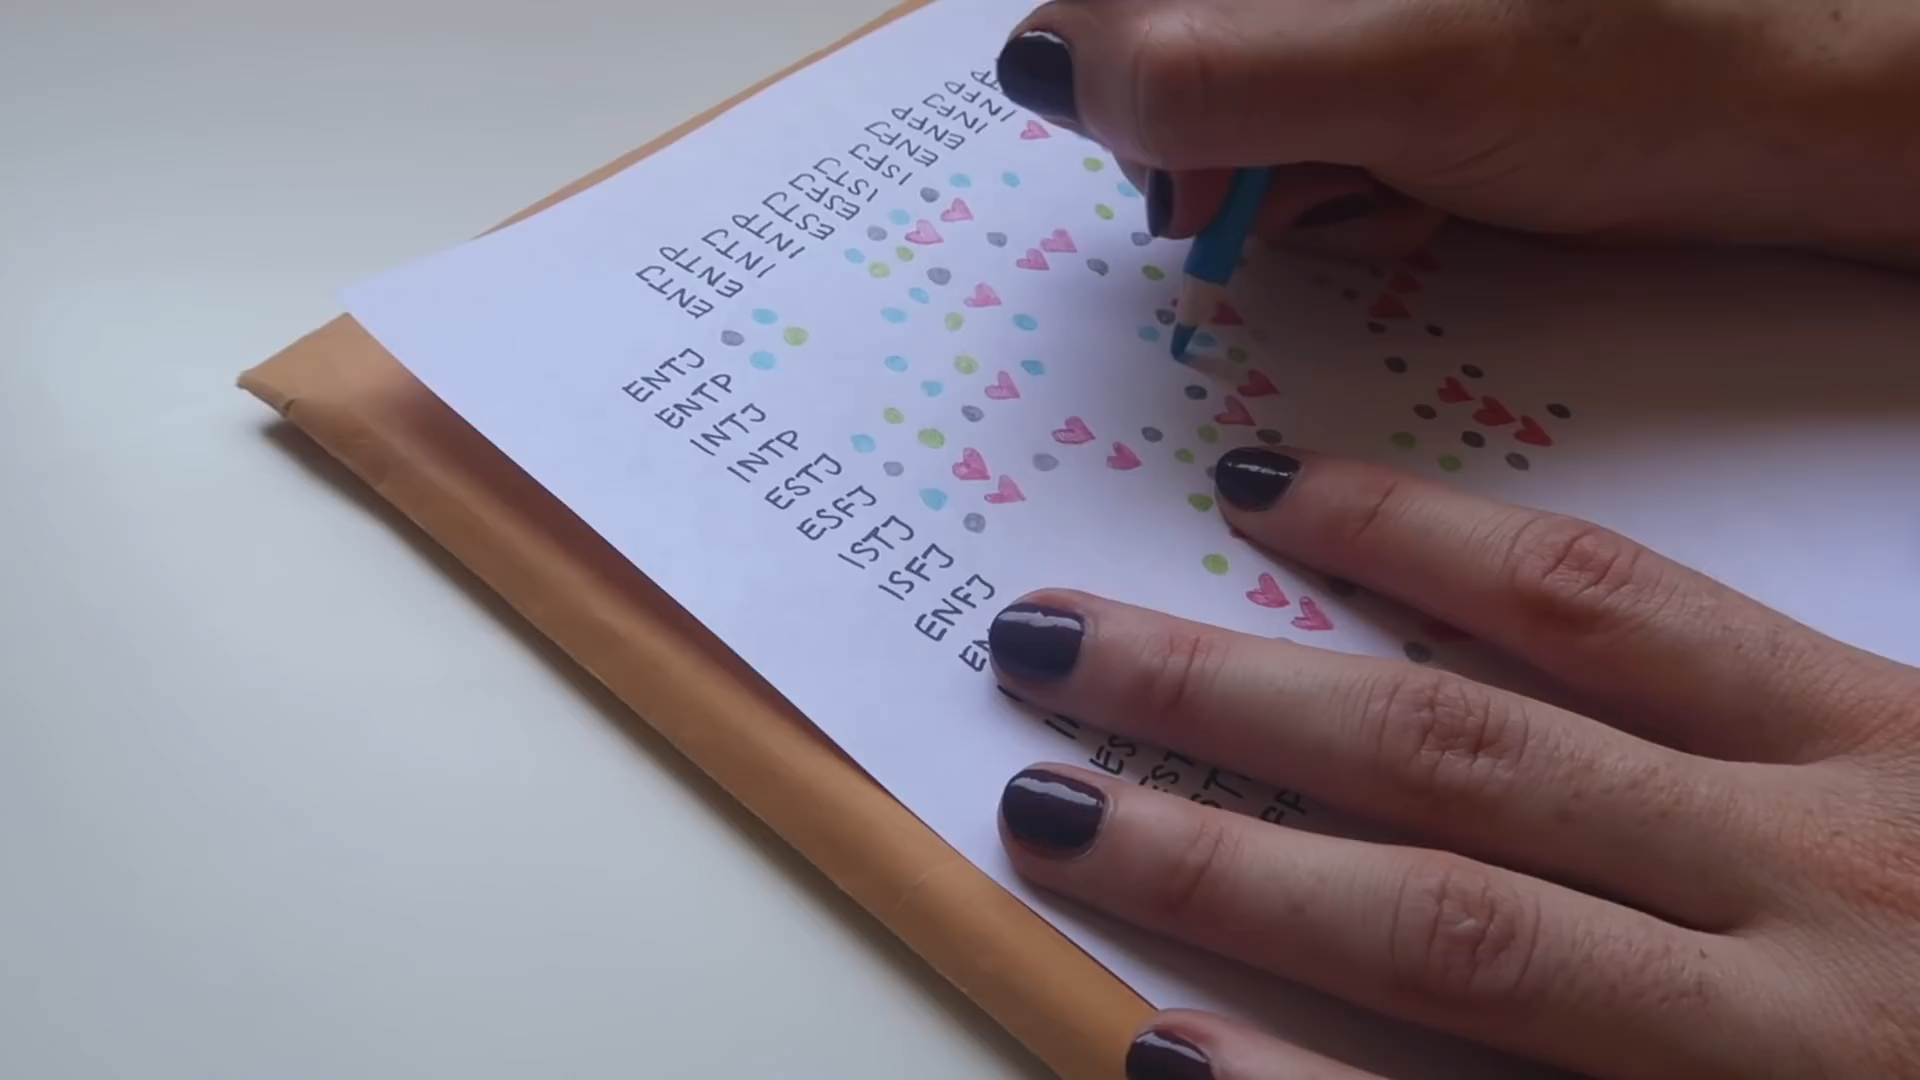 ENTJ
ENTP
INTJ
INTP
ESTJ
ESFJ
ISTJ
ISFJ
ENFJ
ENFP
INFJ
INFP
ENTJ
ENTP
INTJ
INTP
ESTJ
ESFJ
ISTJ
ISFJ
ENFJ